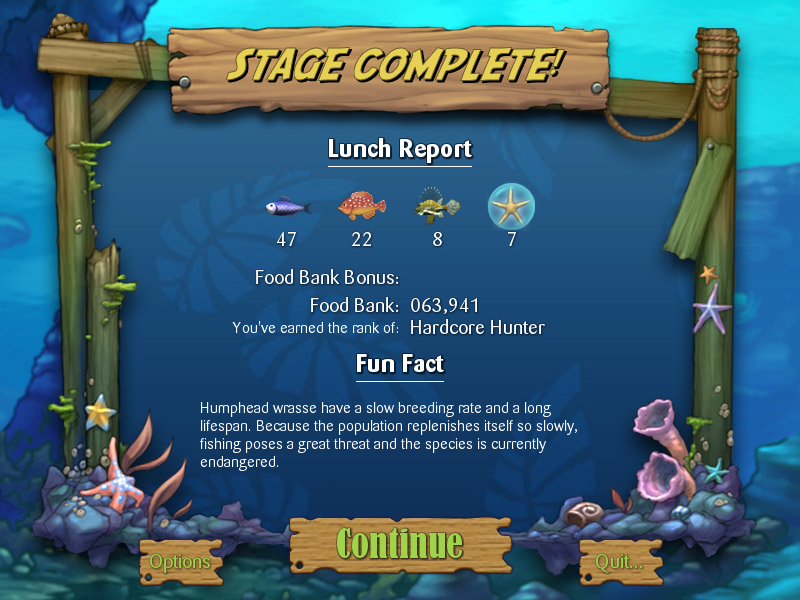 STAGE COMPLETE!
Lunch Report
47 22 8 7
Food Bank Bonus:
Food Bank: 063,941
You've earned the rank of: Hardcore Hunter
Fun Fact
Humphead wrasse have a slow breeding rate and a long
lifespan. Because the population replenishes itself so slowly,
fishing poses a great threat and the species is currently
endangered.
Continue
Options
Quit...